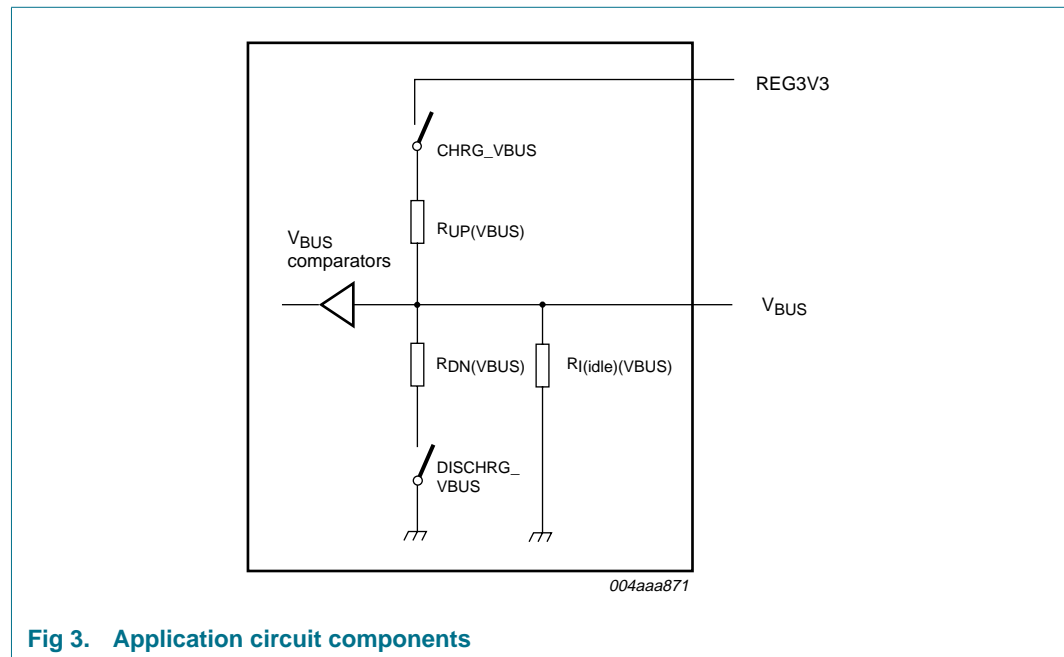 REG3V3
CHRG_VBUS
RUP(VBUS)
VBUS
comparators
VBUS
RDN(VBUS)
RI(idle)(VBUS)
DISCHRG_
VBUS
004aaa871
Fig 3. Application circuit components